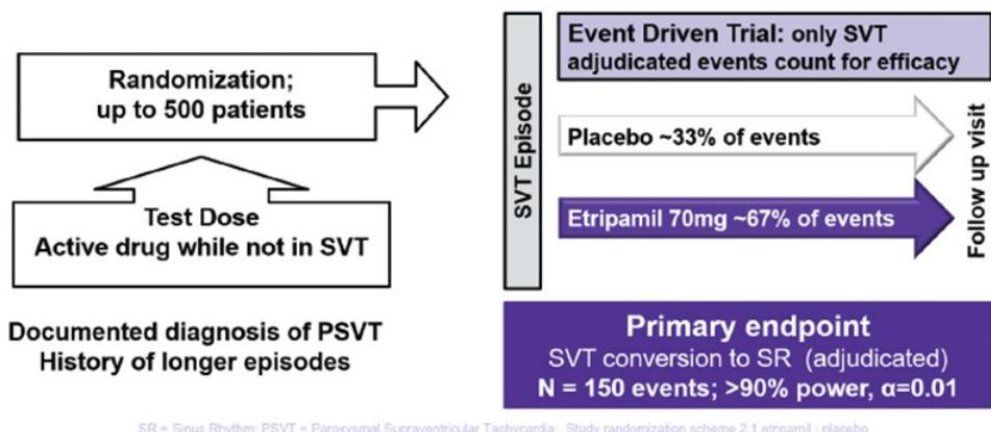 Randomization;
up to 500 patients
Test Dose
Active drug while not in SVT
Documented diagnosis of PSVT
History of longer episodes
SVT Episode
Event Driven Trial: only SVT
adjudicated events count for efficacy
Placebo ~33% of events
Etripamil 70mg ~67% of events
Follow up visit
Primary endpoint
SVT conversion to SR (adjudicated)
N = 150 events; >90% power, α=0.01
SR = Sinus Rhythm; PSVT = Paroxysmal Supraventricular Tachycardia; Study randomization scheme 2:1 etripamil : placebo